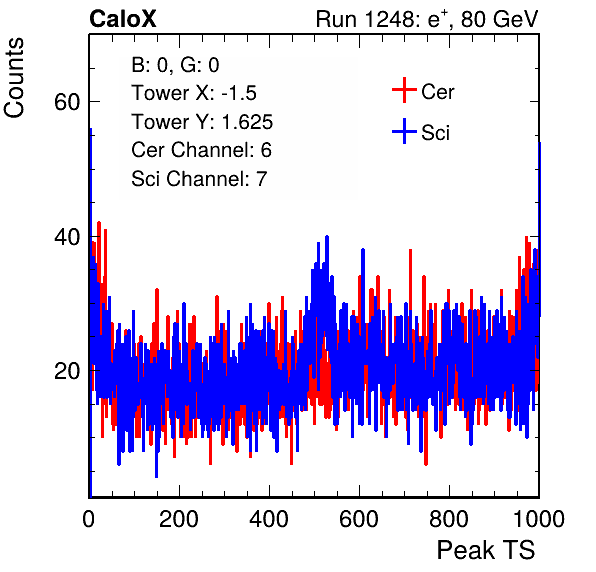 CaloX Run 1248: e+, 80 GeV
Counts
B: 0, G: 0
Tower X: -1.5
Tower Y: 1.625
Cer Channel: 6
Sci Channel: 7
Cer
Sci
60
40
20
0 200 400 600 800 1000
Peak TS